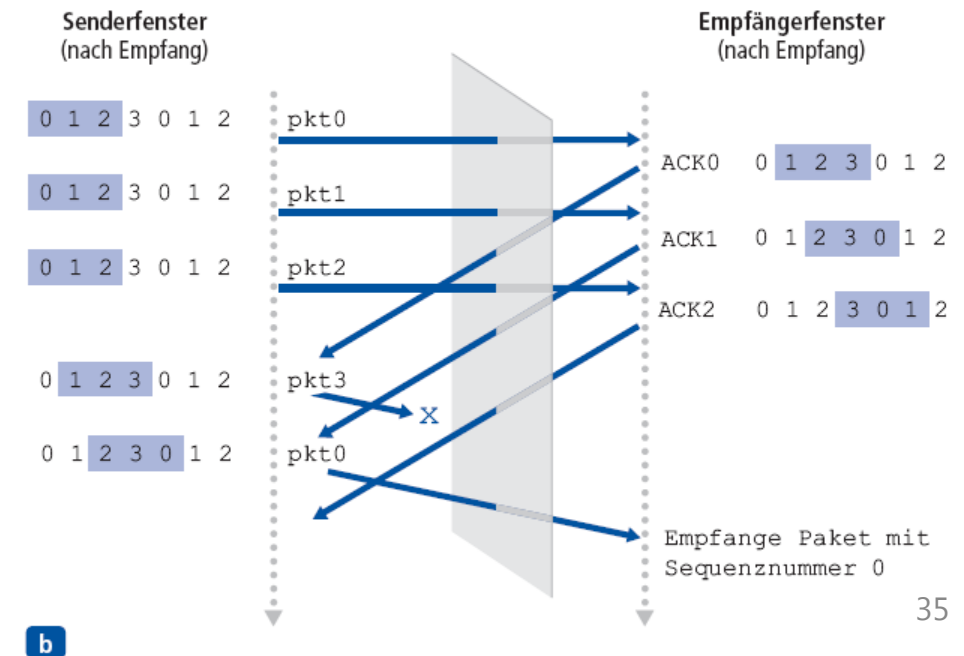 Senderfenster
(nach Empfang)
Empfängerfenster
(nach Empfang)
0 1 2 3 0 1 2
pkt0
ACK0 0 1 2 3 0 1 2
0 1 2 3 0 1 2
pkt1
ACK1 0 1 2 3 0 1 2
0 1 2 3 0 1 2
pkt2
ACK2 0 1 2 3 0 1 2
0 1 2 3 0 1 2
pkt3
X
0 1 2 3 0 1 2
pkt0
Empfange Paket mit
Sequenznummer 0
35
b